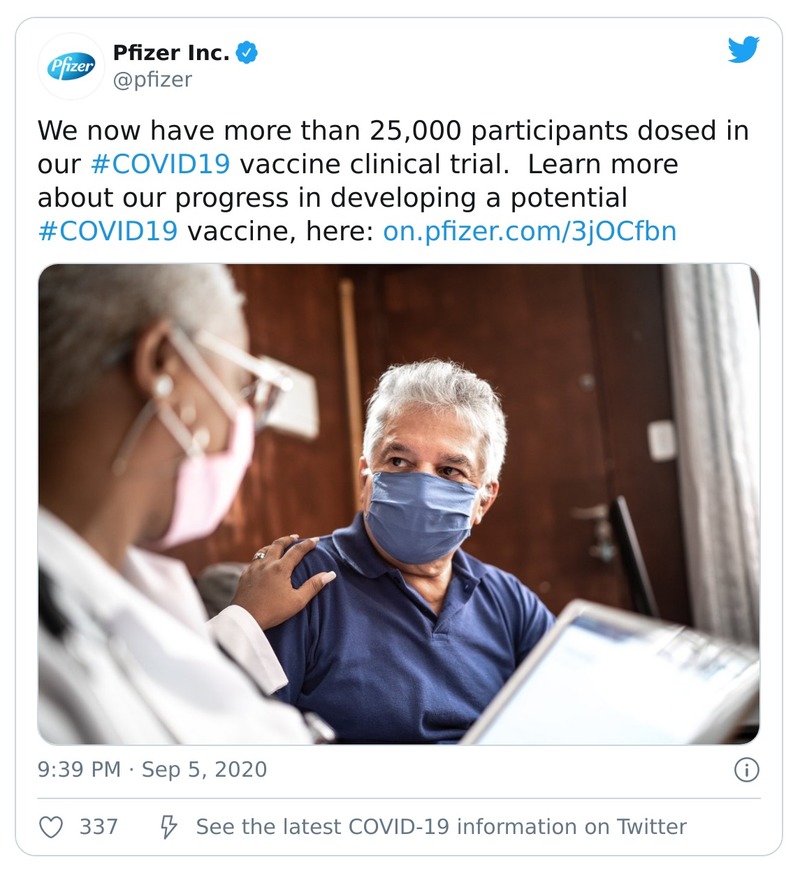 Pfizer
Pfizer Inc.
@pfizer
We now have more than 25,000 participants dosed in
our #COVID19 vaccine clinical trial.  Learn more
about our progress in developing a potential
#COVID19 vaccine, here: on.pfizer.com/3jOCfbn
9:39 PM · Sep 5, 2020
337
See the latest COVID-19 information on Twitter